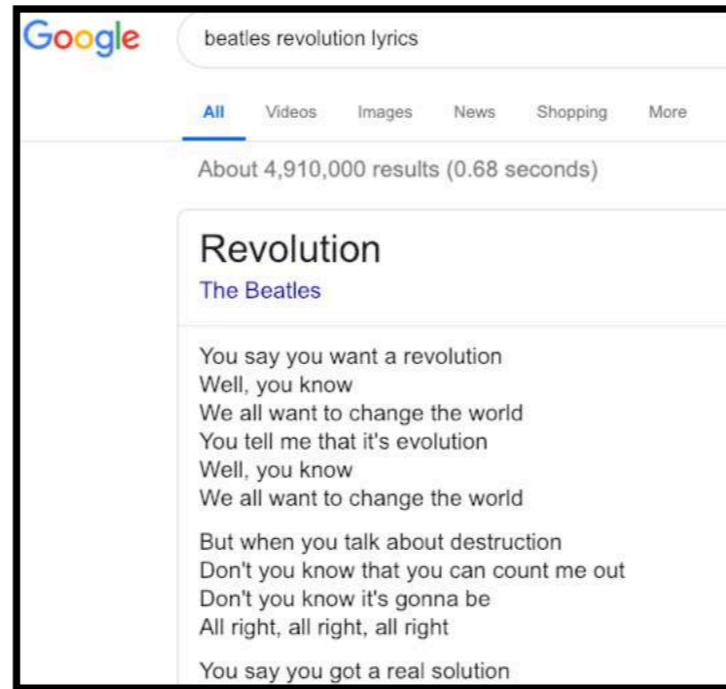 Google
beatles revolution lyrics
All Videos Images News Shopping More
About 4,910,000 results (0.68 seconds)
Revolution
The Beatles
You say you want a revolution
Well, you know
We all want to change the world
You tell me that it's evolution
Well, you know
We all want to change the world
But when you talk about destruction
Don't you know that you can count me out
Don't you know it's gonna be
All right, all right, all right
You say you got a real solution